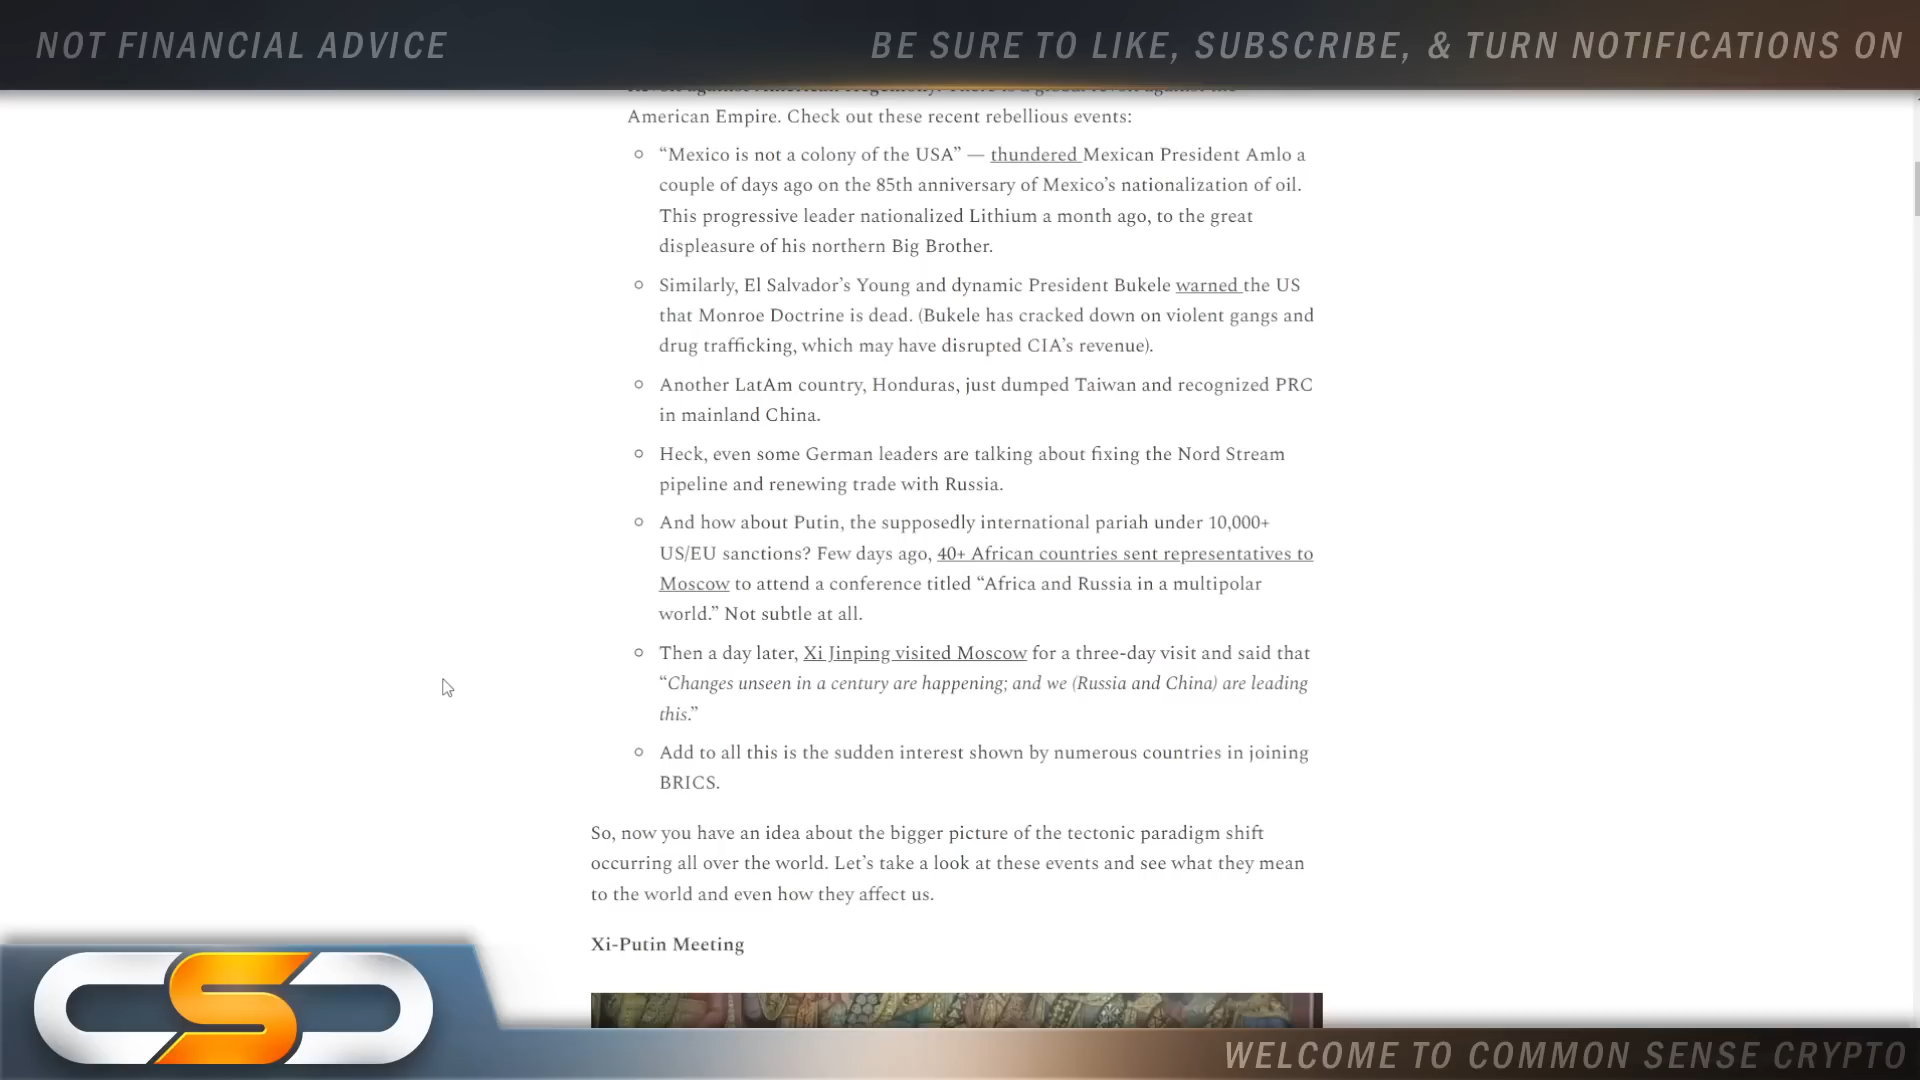 NOT FINANCIAL ADVICE
BE SURE TO LIKE, SUBSCRIBE, & TURN NOTIFICATIONS ON
American Empire. Check out these recent rebellious events:
“Mexico is not a colony of the USA” — thundered Mexican President Amlo a
couple of days ago on the 85th anniversary of Mexico’s nationalization of oil.
This progressive leader nationalized Lithium a month ago, to the great
displeasure of his northern Big Brother.
Similarly, El Salvador’s Young and dynamic President Bukele warned the US
that Monroe Doctrine is dead. (Bukele has cracked down on violent gangs and
drug trafficking, which may have disrupted CIA’s revenue).
Another LatAm country, Honduras, just dumped Taiwan and recognized PRC
in mainland China.
Heck, even some German leaders are talking about fixing the Nord Stream
pipeline and renewing trade with Russia.
And how about Putin, the supposedly international pariah under 10,000+
US/EU sanctions? Few days ago, 40+ African countries sent representatives to
Moscow to attend a conference titled “Africa and Russia in a multipolar
world.” Not subtle at all.
Then a day later, Xi Jinping visited Moscow for a three-day visit and said that
“Changes unseen in a century are happening; and we (Russia and China) are leading
this.”
Add to all this is the sudden interest shown by numerous countries in joining
BRICS.
So, now you have an idea about the bigger picture of the tectonic paradigm shift
occurring all over the world. Let’s take a look at these events and see what they mean
to the world and even how they affect us.
Xi-Putin Meeting
CSC
WELCOME TO COMMON SENSE CRYPTO